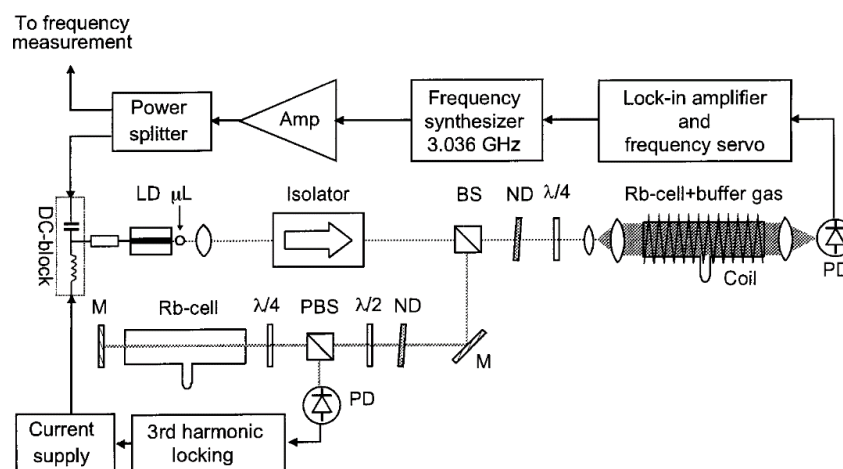 To frequency
measurement
Power
splitter
Amp
Frequency
synthesizer
3.036 GHz
Lock-in amplifier
and
frequency servo
DC-block
LD
µL
Isolator
BS
ND
λ/4
Rb-cell+buffer gas
Coil
PD
M
Rb-cell
λ/4
PBS
λ/2
ND
M
PD
Current
supply
3rd harmonic
locking